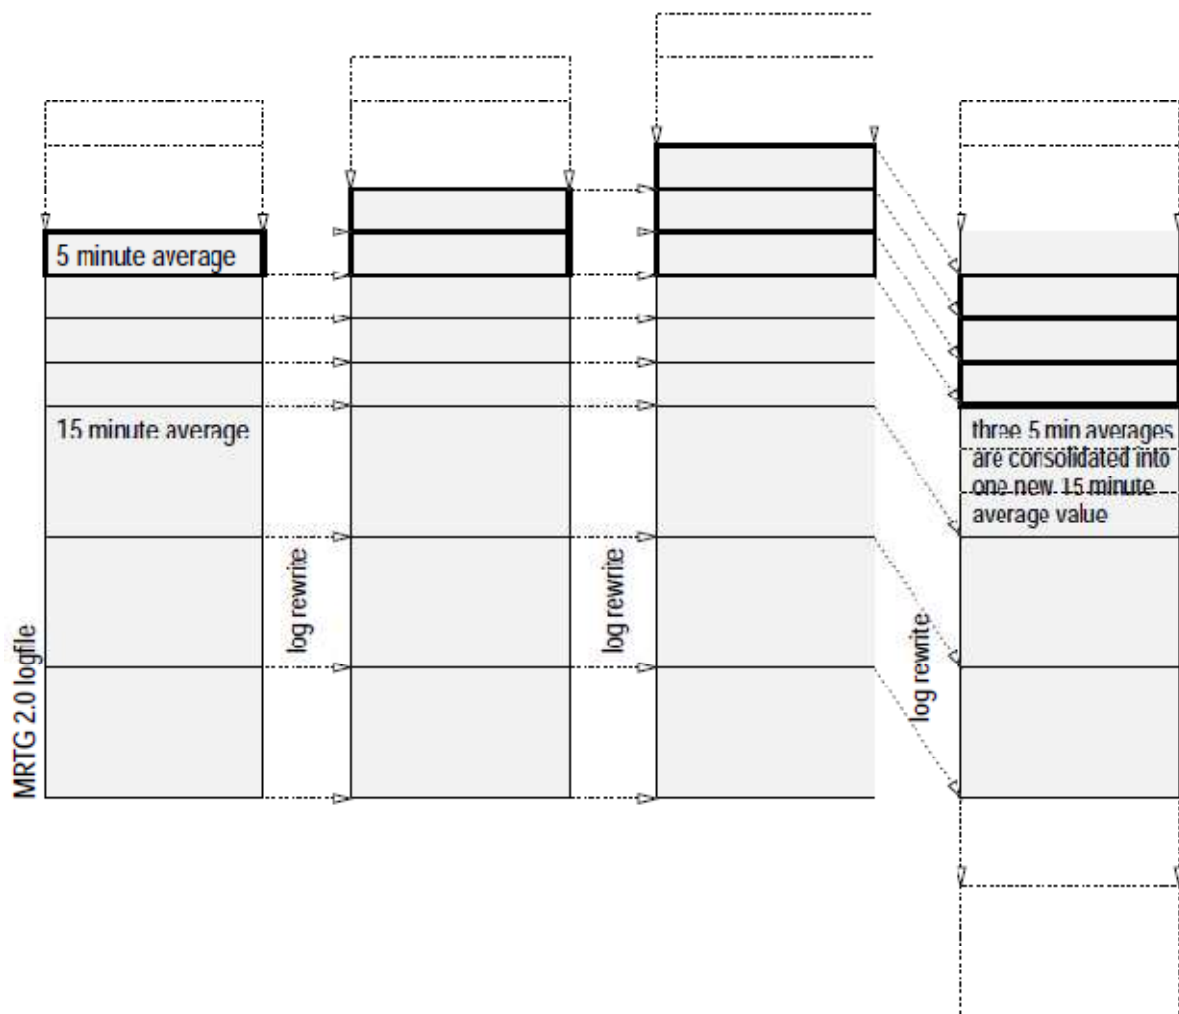 5 minute average
15 minute average
MRTG 2.0 logfile
log rewrite
log rewrite
log rewrite
three 5 min averages
are consolidated into
one new 15 minute
average value